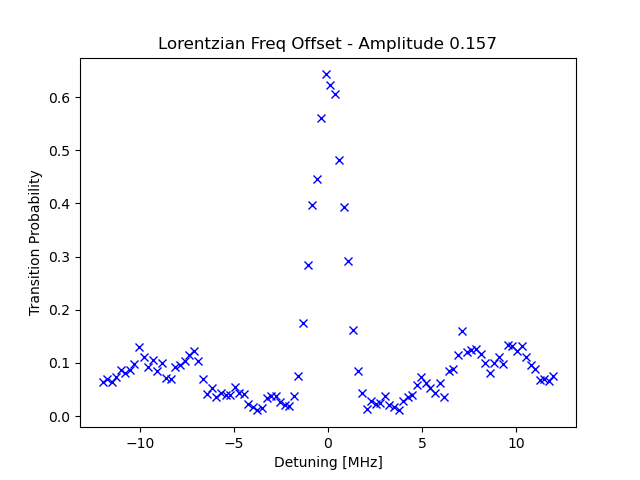 Lorentzian Freq Offset - Amplitude 0.157
Transition Probability
0.6
0.5
0.4
0.3
0.2
0.1
0.0
−10 −5 0 5 10
Detuning [MHz]